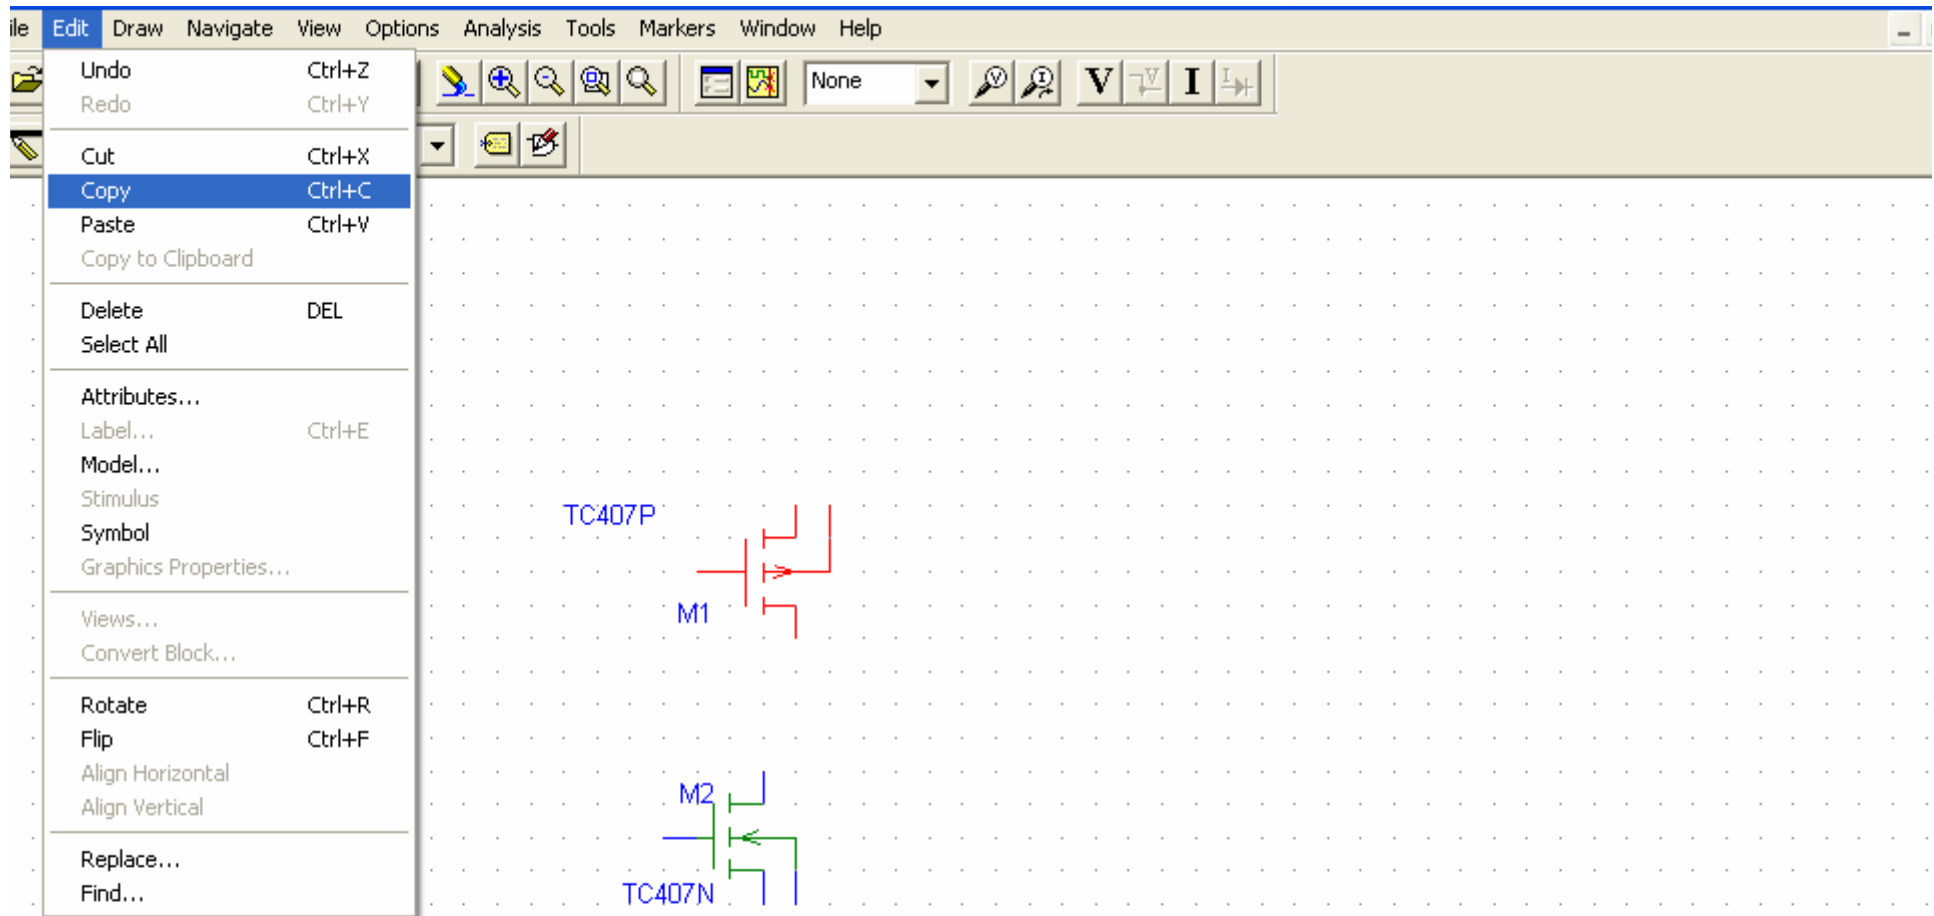 ile Edit Draw Navigate View Options Analysis Tools Markers Window Help
Undo Ctrl+Z
Redo Ctrl+Y
Cut Ctrl+X
Copy Ctrl+C
Paste Ctrl+V
Copy to Clipboard
Delete DEL
Select All
Attributes...
Label... Ctrl+E
Model...
Stimulus
Symbol
Graphics Properties...
Views...
Convert Block...
Rotate Ctrl+R
Flip Ctrl+F
Align Horizontal
Align Vertical
Replace...
Find...
None
V I V V I I
TC407P
M1
M2
TC407N